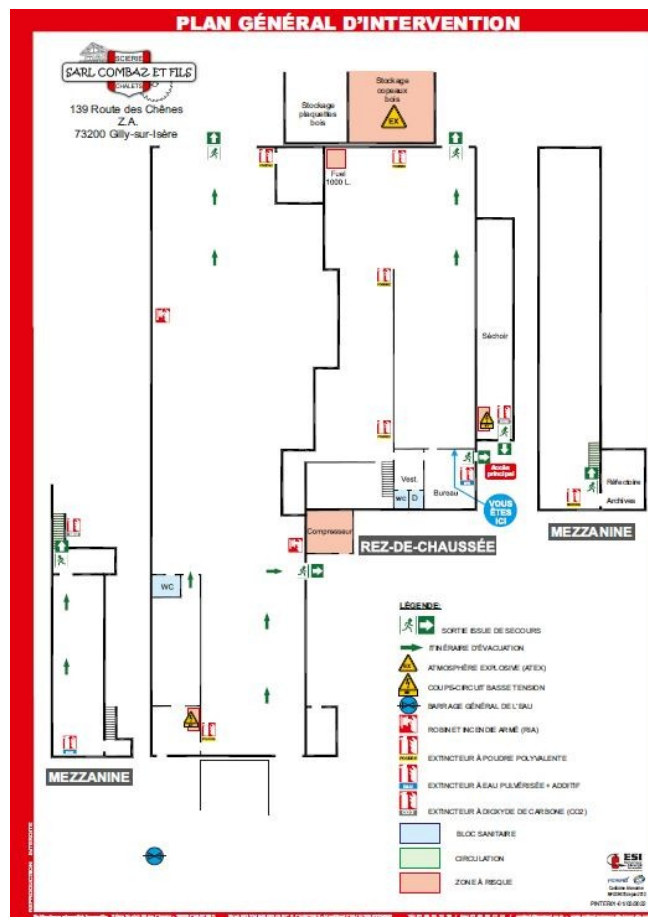 PLAN GÉNÉRAL D'INTERVENTION
SCIERIE
SARL COMBAZ ET FILS
CHALETS
139 Route des Chênes
Z.A.
73200 Gilly-sur-Isère
Stockage
plaquettes
bois
Stockage
copeaux
bois
EX
Fuel
1000 L.
Séchoir
Accès
principal
Vest.
WC
D
Bureau
VOUS
ÊTES
ICI
Réfectoire
Archives
MEZZANINE
REZ-DE-CHAUSSÉE
Compresseur
WC
MEZZANINE
LÉGENDE:
SORTIE ISSUE DE SECOURS
ITINÉRAIRE D'ÉVACUATION
ATMOSPHÈRE EXPLOSIVE (ATEX)
COUPE-CIRCUIT BASSE TENSION
BARRAGE GÉNÉRAL DE L'EAU
ROBINET INCENDIE ARMÉ (RIA)
EXTINCTEUR À POUDRE POLYVALENTE
EXTINCTEUR À EAU PULVÉRISÉE + ADDITIF
EXTINCTEUR À DIOXYDE DE CARBONE (CO2)
BLOC SANITAIRE
CIRCULATION
ZONE À RISQUE
REPRODUCTION INTERDITE
ESI